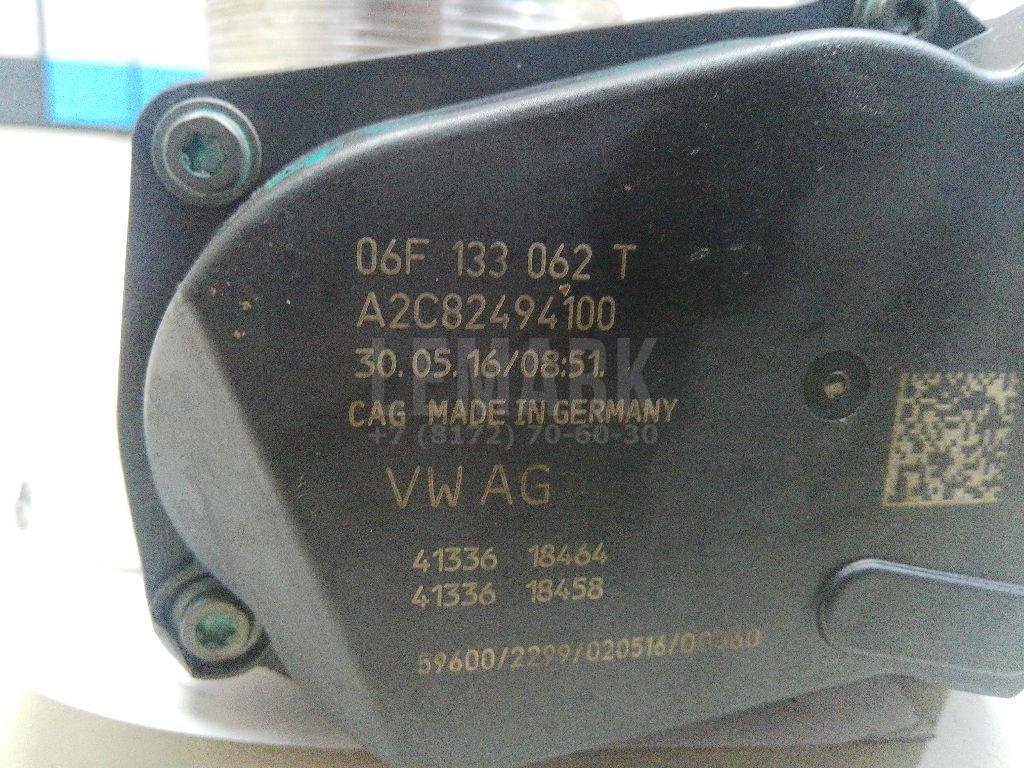 06F 133 062 T
A2C82494100
30.05.16/08:51.
LEMARK
CAG MADE IN GERMANY
+7 (8172) 70-60-30
VW AG
41336 18464
41336 18458